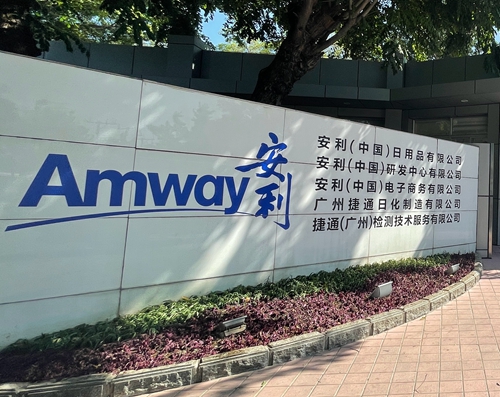 Amway 安利
安利(中国)日用品有限公司
安利(中国)研发中心有限公司
安利(中国)电子商务有限公司
广州捷通日化制造有限公司
捷通(广州)检测技术服务有限公司